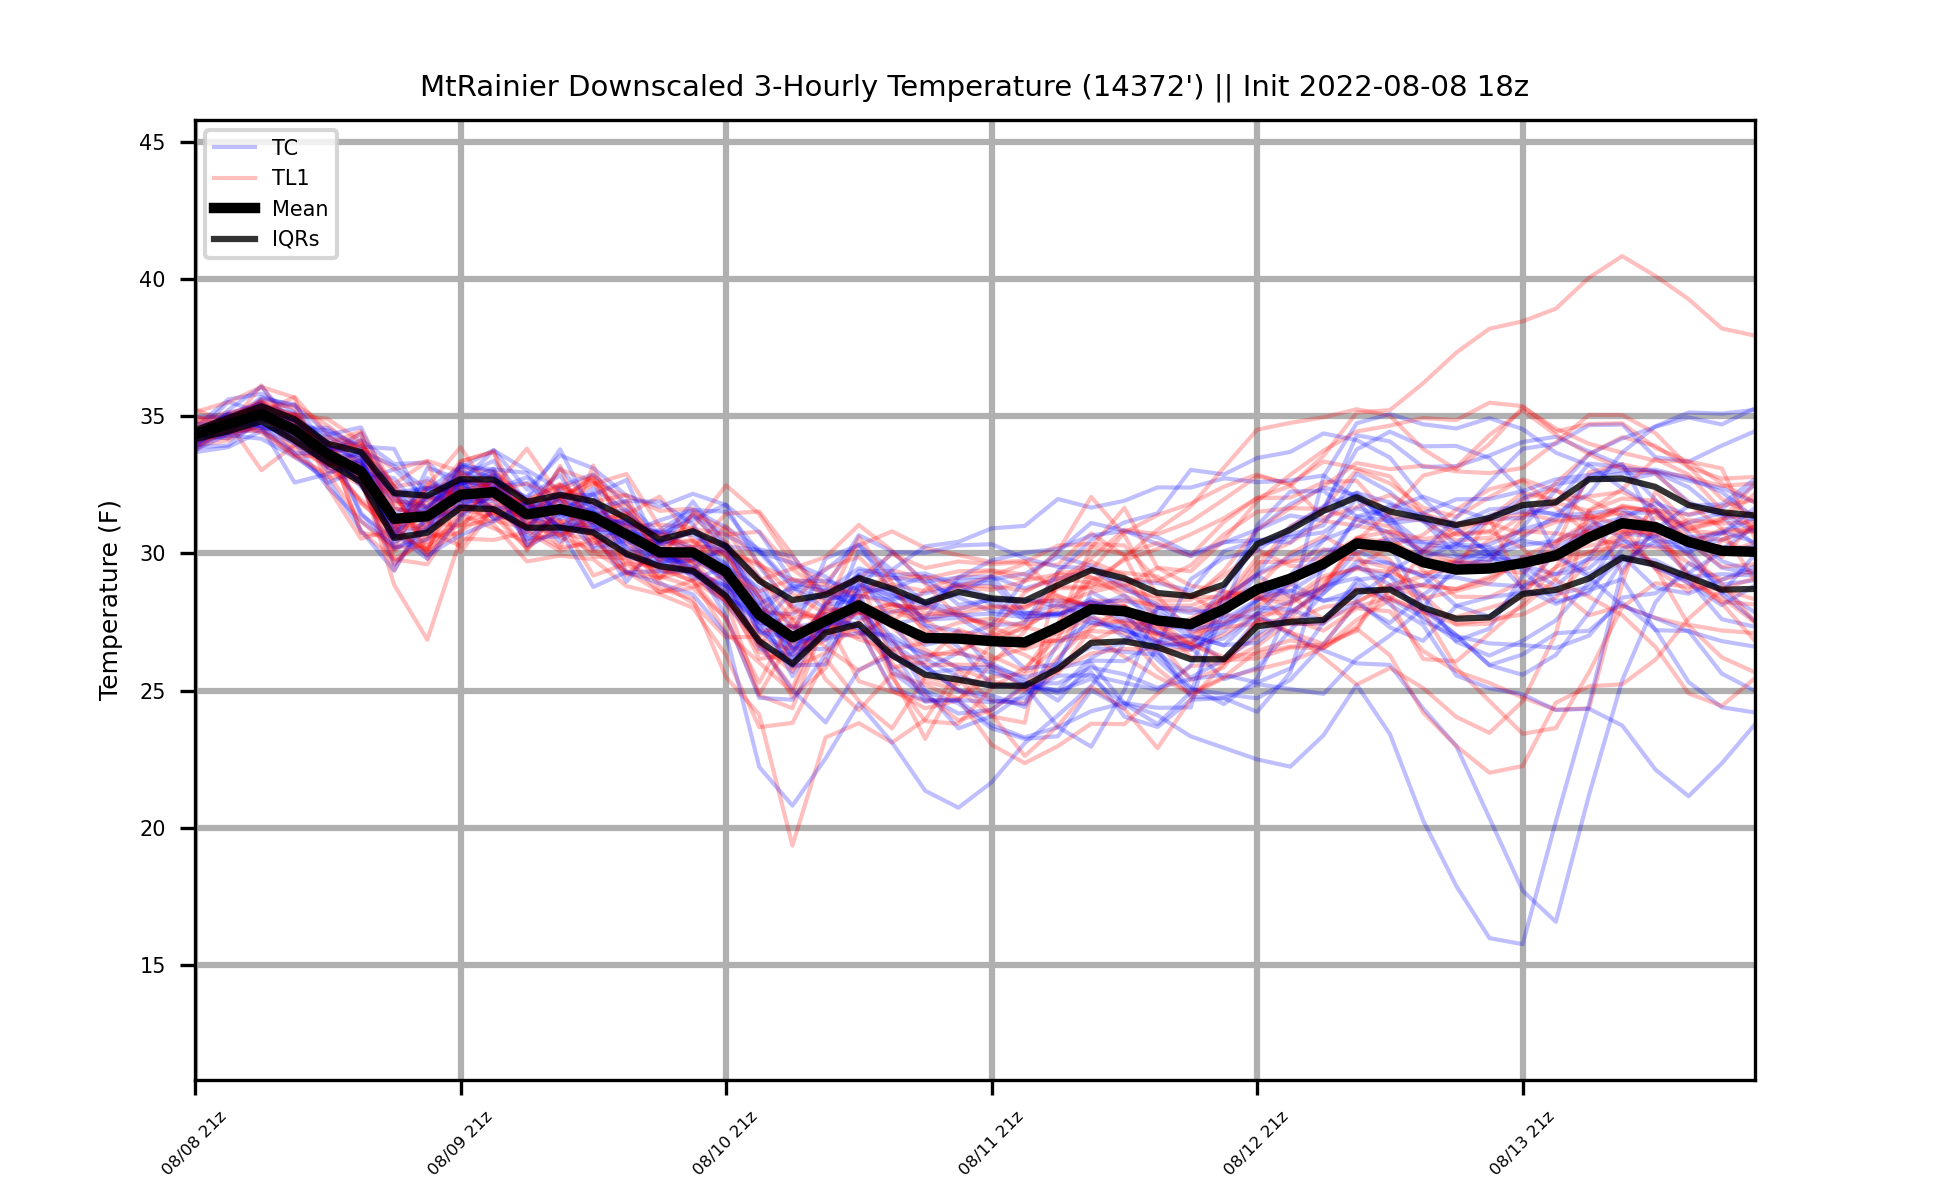 MtRainier Downscaled 3-Hourly Temperature (14372') || Init 2022-08-08 18z
TC
TL1
Mean
IQRs
Temperature (F)
45
40
35
30
25
20
15
08/08 21z
08/09 21z
08/10 21z
08/11 21z
08/12 21z
08/13 21z